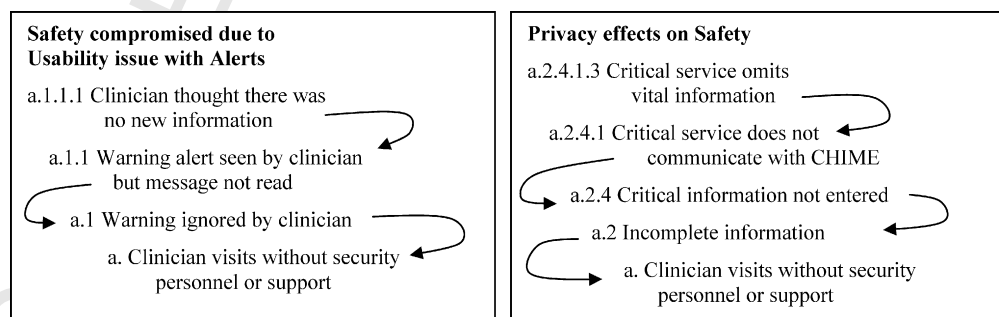 Safety compromised due to
Usability issue with Alerts
a.1.1.1 Clinician thought there was
no new information
a.1.1 Warning alert seen by clinician
but message not read
a.1 Warning ignored by clinician
a. Clinician visits without security
personnel or support
Privacy effects on Safety
a.2.4.1.3 Critical service omits
vital information
a.2.4.1 Critical service does not
communicate with CHIME
a.2.4 Critical information not entered
a.2 Incomplete information
a. Clinician visits without security
personnel or support